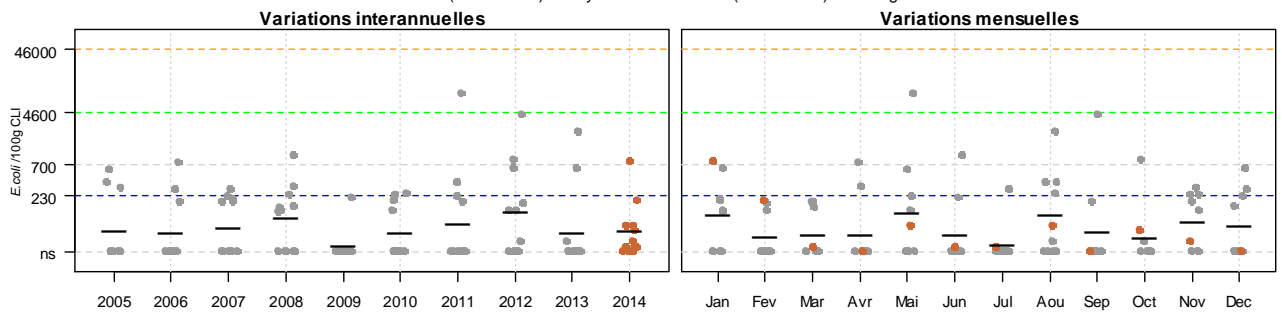 Variations interannuelles
Variations mensuelles
46000
4600
700
230
ns
E.coli /100g CLI
2005 2006 2007 2008 2009 2010 2011 2012 2013 2014
Jan Fev Mar Avr Mai Jun Jul Aou Sep Oct Nov Dec